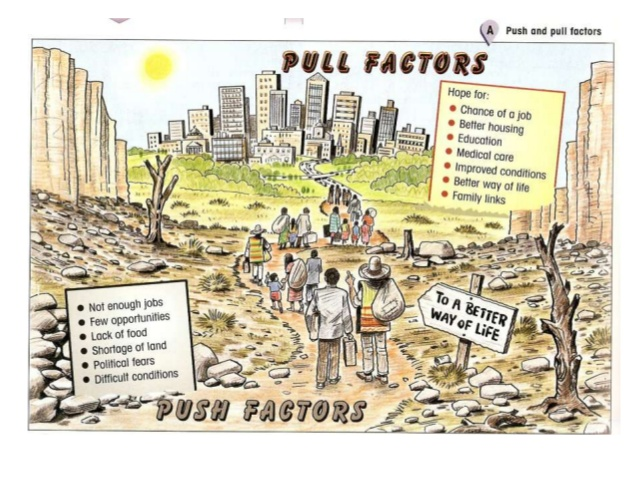 A Push and pull factors
PULL FACTORS
Hope for:
• Chance of a job
• Better housing
• Education
• Medical care
• Improved conditions
• Better way of life
• Family links
• Not enough jobs
• Few opportunities
• Lack of food
• Shortage of land
• Political fears
• Difficult conditions
TO A BETTER
WAY OF LiFE
PUSH FACTORS